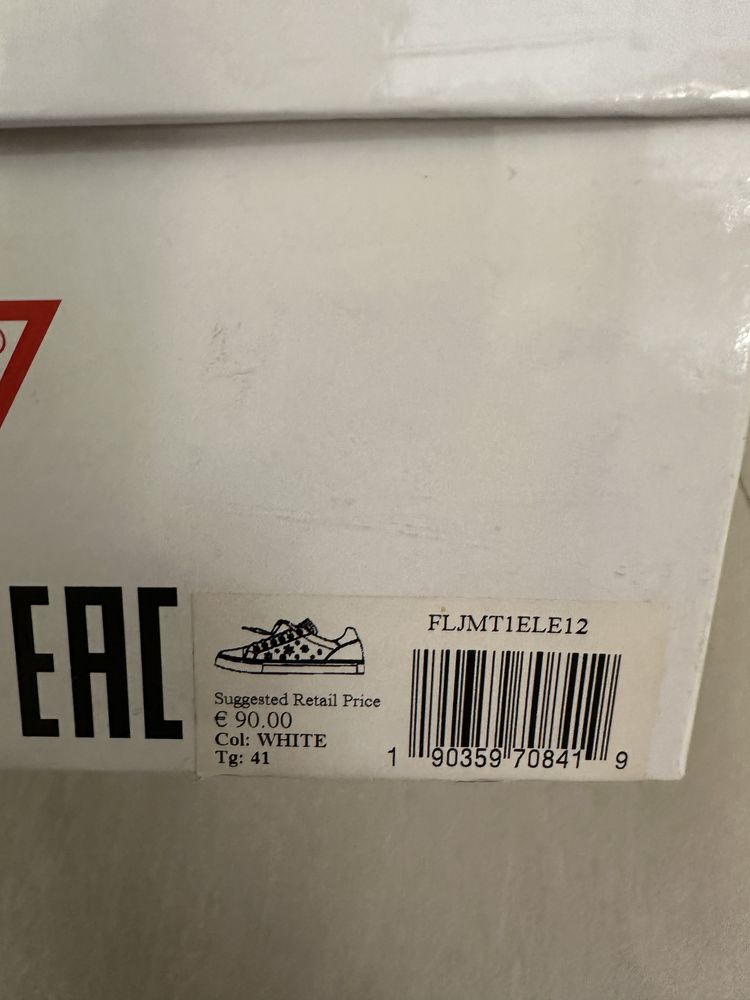 EAC
FLJMT1ELE12
Suggested Retail Price
€ 90.00
Col: WHITE
Tg: 41
1 90359 70841 9